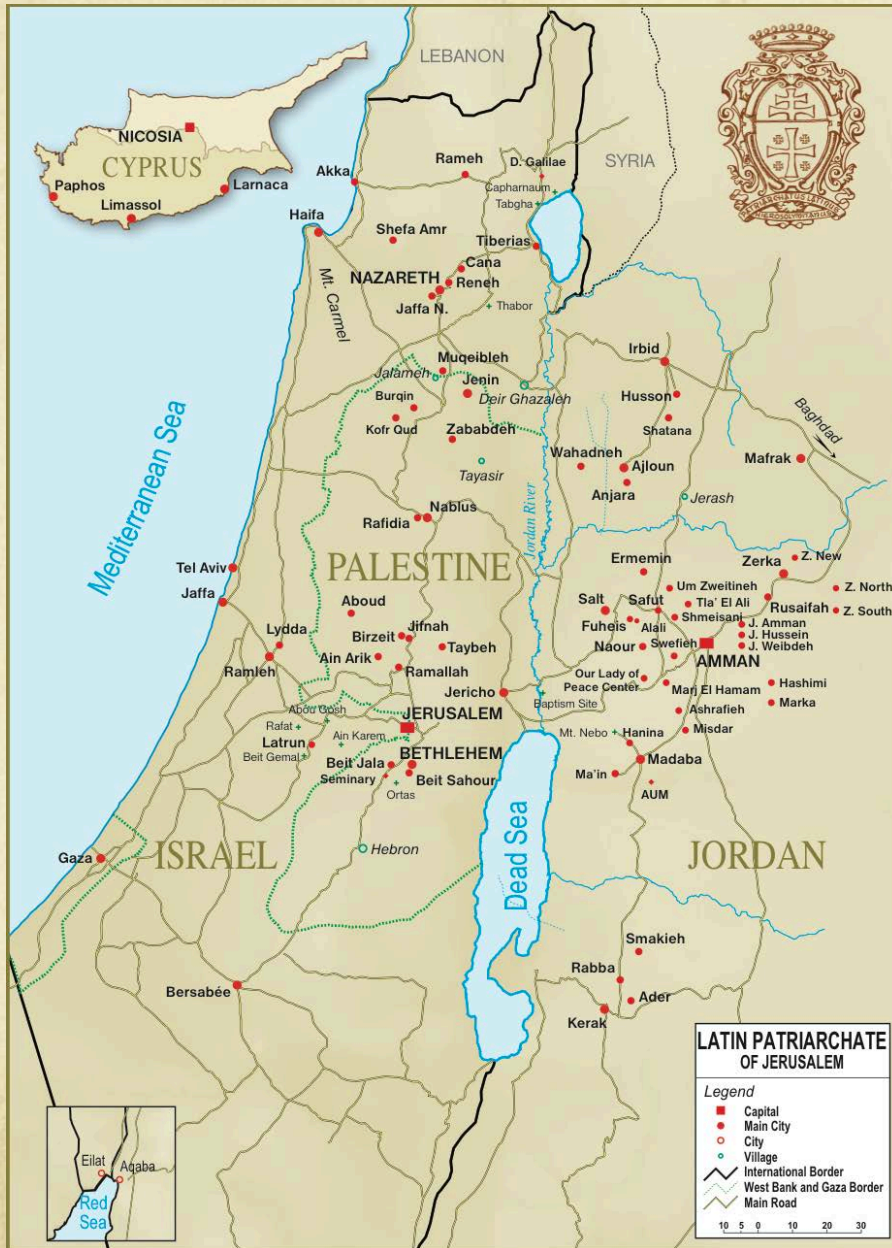 LEBANON
SYRIA
NICOSIA
CYPRUS
Paphos
Limassol
Larnaca
PATRIARCHATUS LATINUS
HIEROSOLYMITANUS
Akka
Rameh
D. Galilae
Capharnaum
Tabgha
Haifa
Shefa Amr
Tiberias
Cana
NAZARETH
Reneh
Jaffa N.
Thabor
Mt. Carmel
Muqeibleh
Jalameh
Jenin
Deir Ghazaleh
Burqin
Kofr Qud
Zababdeh
Tayasir
Irbid
Husson
Shatana
Wahadneh
Ajloun
Anjara
Jerash
Baghdad
Mafrak
Mediterranean Sea
Jordan River
Rafidia
Nablus
PALESTINE
Tel Aviv
Jaffa
Aboud
Birzeit
Jifnah
Taybeh
Lydda
Ain Arik
Ramleh
Ramallah
Jericho
Ermemin
Zerka
Z. New
Um Zweitineh
Z. North
Salt
Safut
Tla' El Ali
Rusaifah
Z. South
Fuheis
Alali
Shmeisani
J. Amman
J. Hussein
Naour
Swefieh
J. Weibdeh
AMMAN
Our Lady of
Peace Center
Marj El Hamam
Hashimi
Marka
Baptism Site
Ashrafieh
Misdar
Abou Gosh
JERUSALEM
Rafat
Ain Karem
Latrun
Beit Gemal
BETHLEHEM
Beit Jala
Seminary
Beit Sahour
Ortas
Mt. Nebo
Hanina
Madaba
Ma'in
AUM
Gaza
ISRAEL
Hebron
Dead Sea
JORDAN
Smakieh
Rabba
Ader
Kerak
Bersabée
Eilat
Aqaba
Red
Sea
LATIN PATRIARCHATE
OF JERUSALEM
Legend
Capital
Main City
City
Village
International Border
West Bank and Gaza Border
Main Road
10 5 0 10 20 30